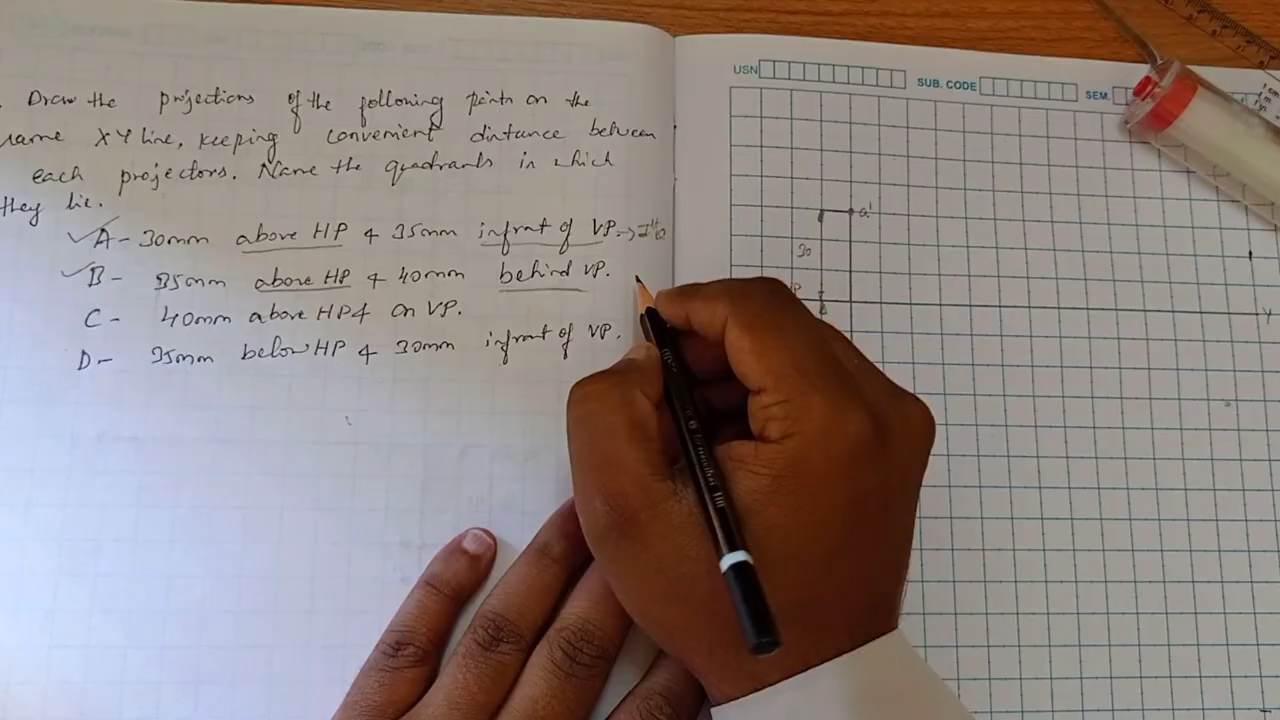 Draw the projections of the following points on the
same XY line, keeping convenient distance between
each projectors. Name the quadrants in which
they lie.
A- 30mm above HP & 35mm infront of VP. → Ist Q
B- 35mm above HP & 40mm behind VP.
C- 40mm above HP & on VP.
D- 35mm below HP & 30mm infront of VP.
USN SUB. CODE SEM.
a'
30
Y